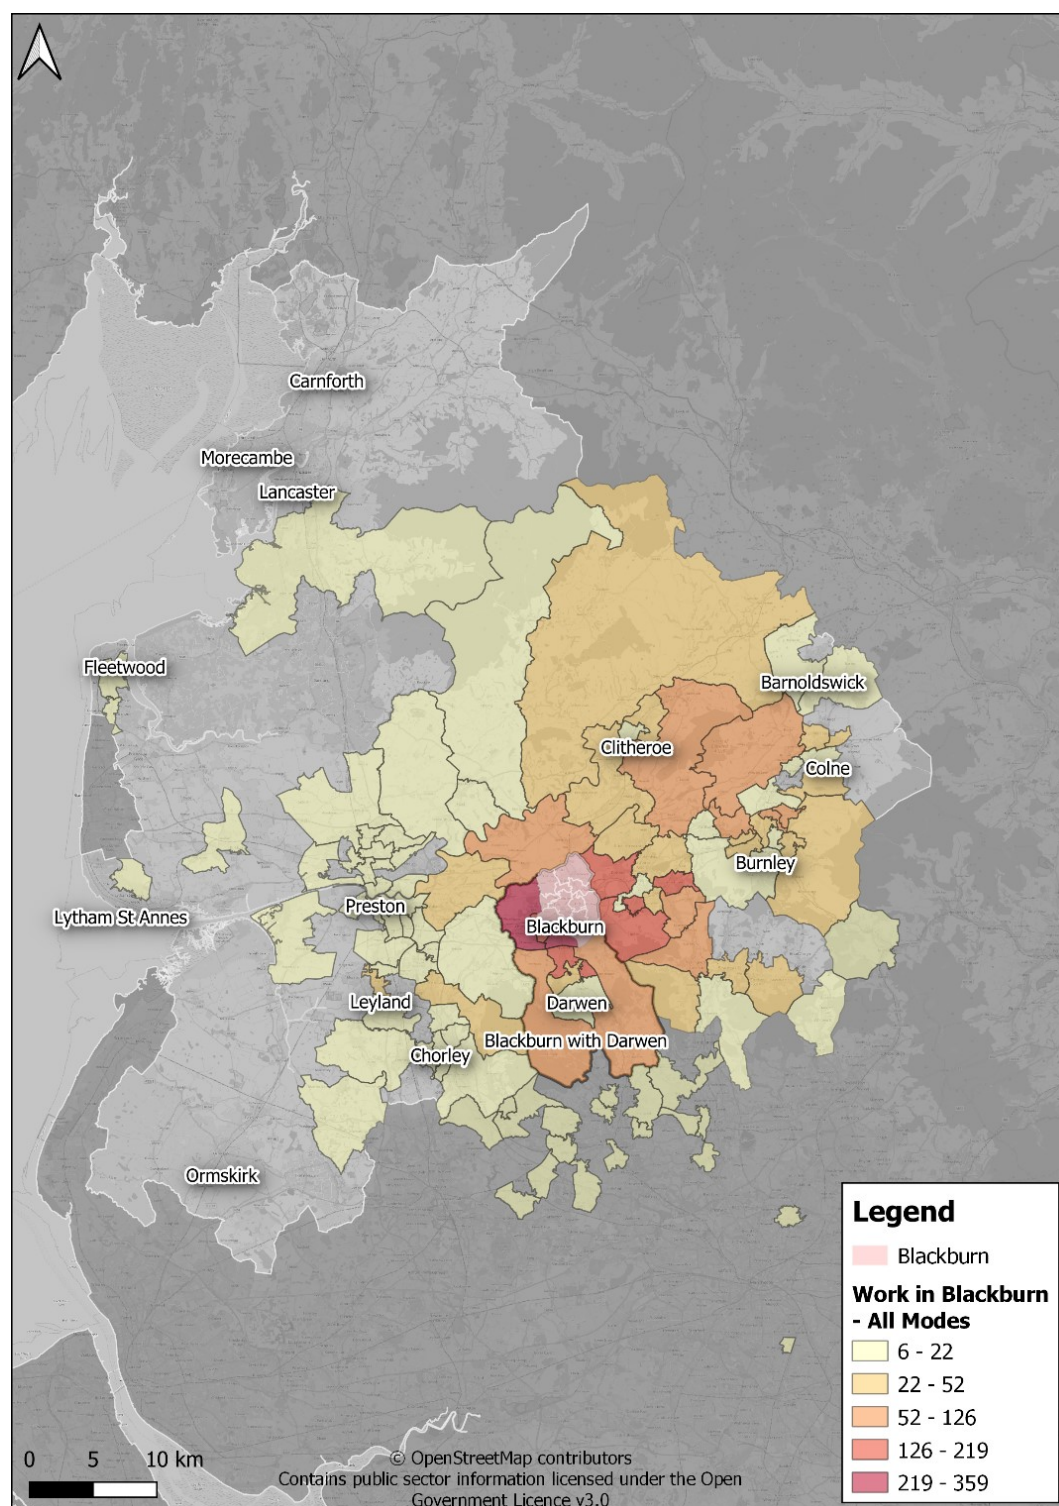 Carnforth
Morecambe
Lancaster
Fleetwood
Barnoldswick
Clitheroe
Colne
Burnley
Preston
Lytham St Annes
Blackburn
Leyland
Darwen
Blackburn with Darwen
Chorley
Ormskirk
Legend
Blackburn
Work in Blackburn
- All Modes
6 - 22
22 - 52
52 - 126
126 - 219
219 - 359
0 5 10 km
© OpenStreetMap contributors
Contains public sector information licensed under the Open
Government Licence v3.0